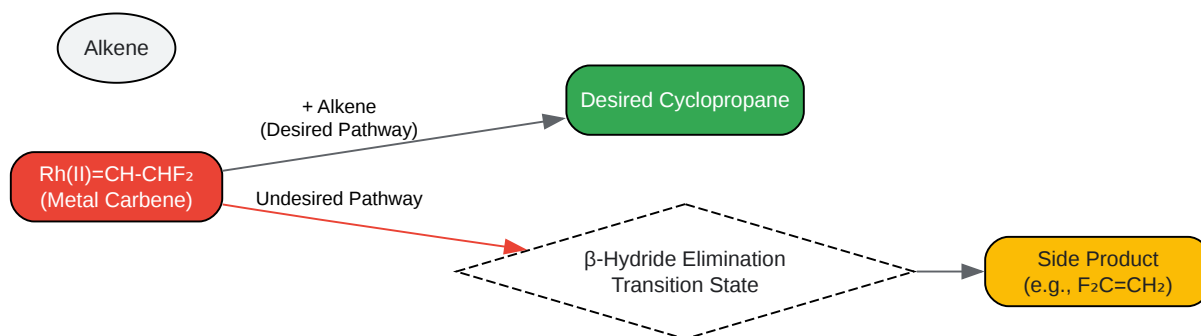 Alkene
+ Alkene
(Desired Pathway)
Desired Cyclopropane
Rh(II)=CH-CHF₂
(Metal Carbene)
Undesired Pathway
β-Hydride Elimination
Transition State
Side Product
(e.g., F₂C=CH₂)